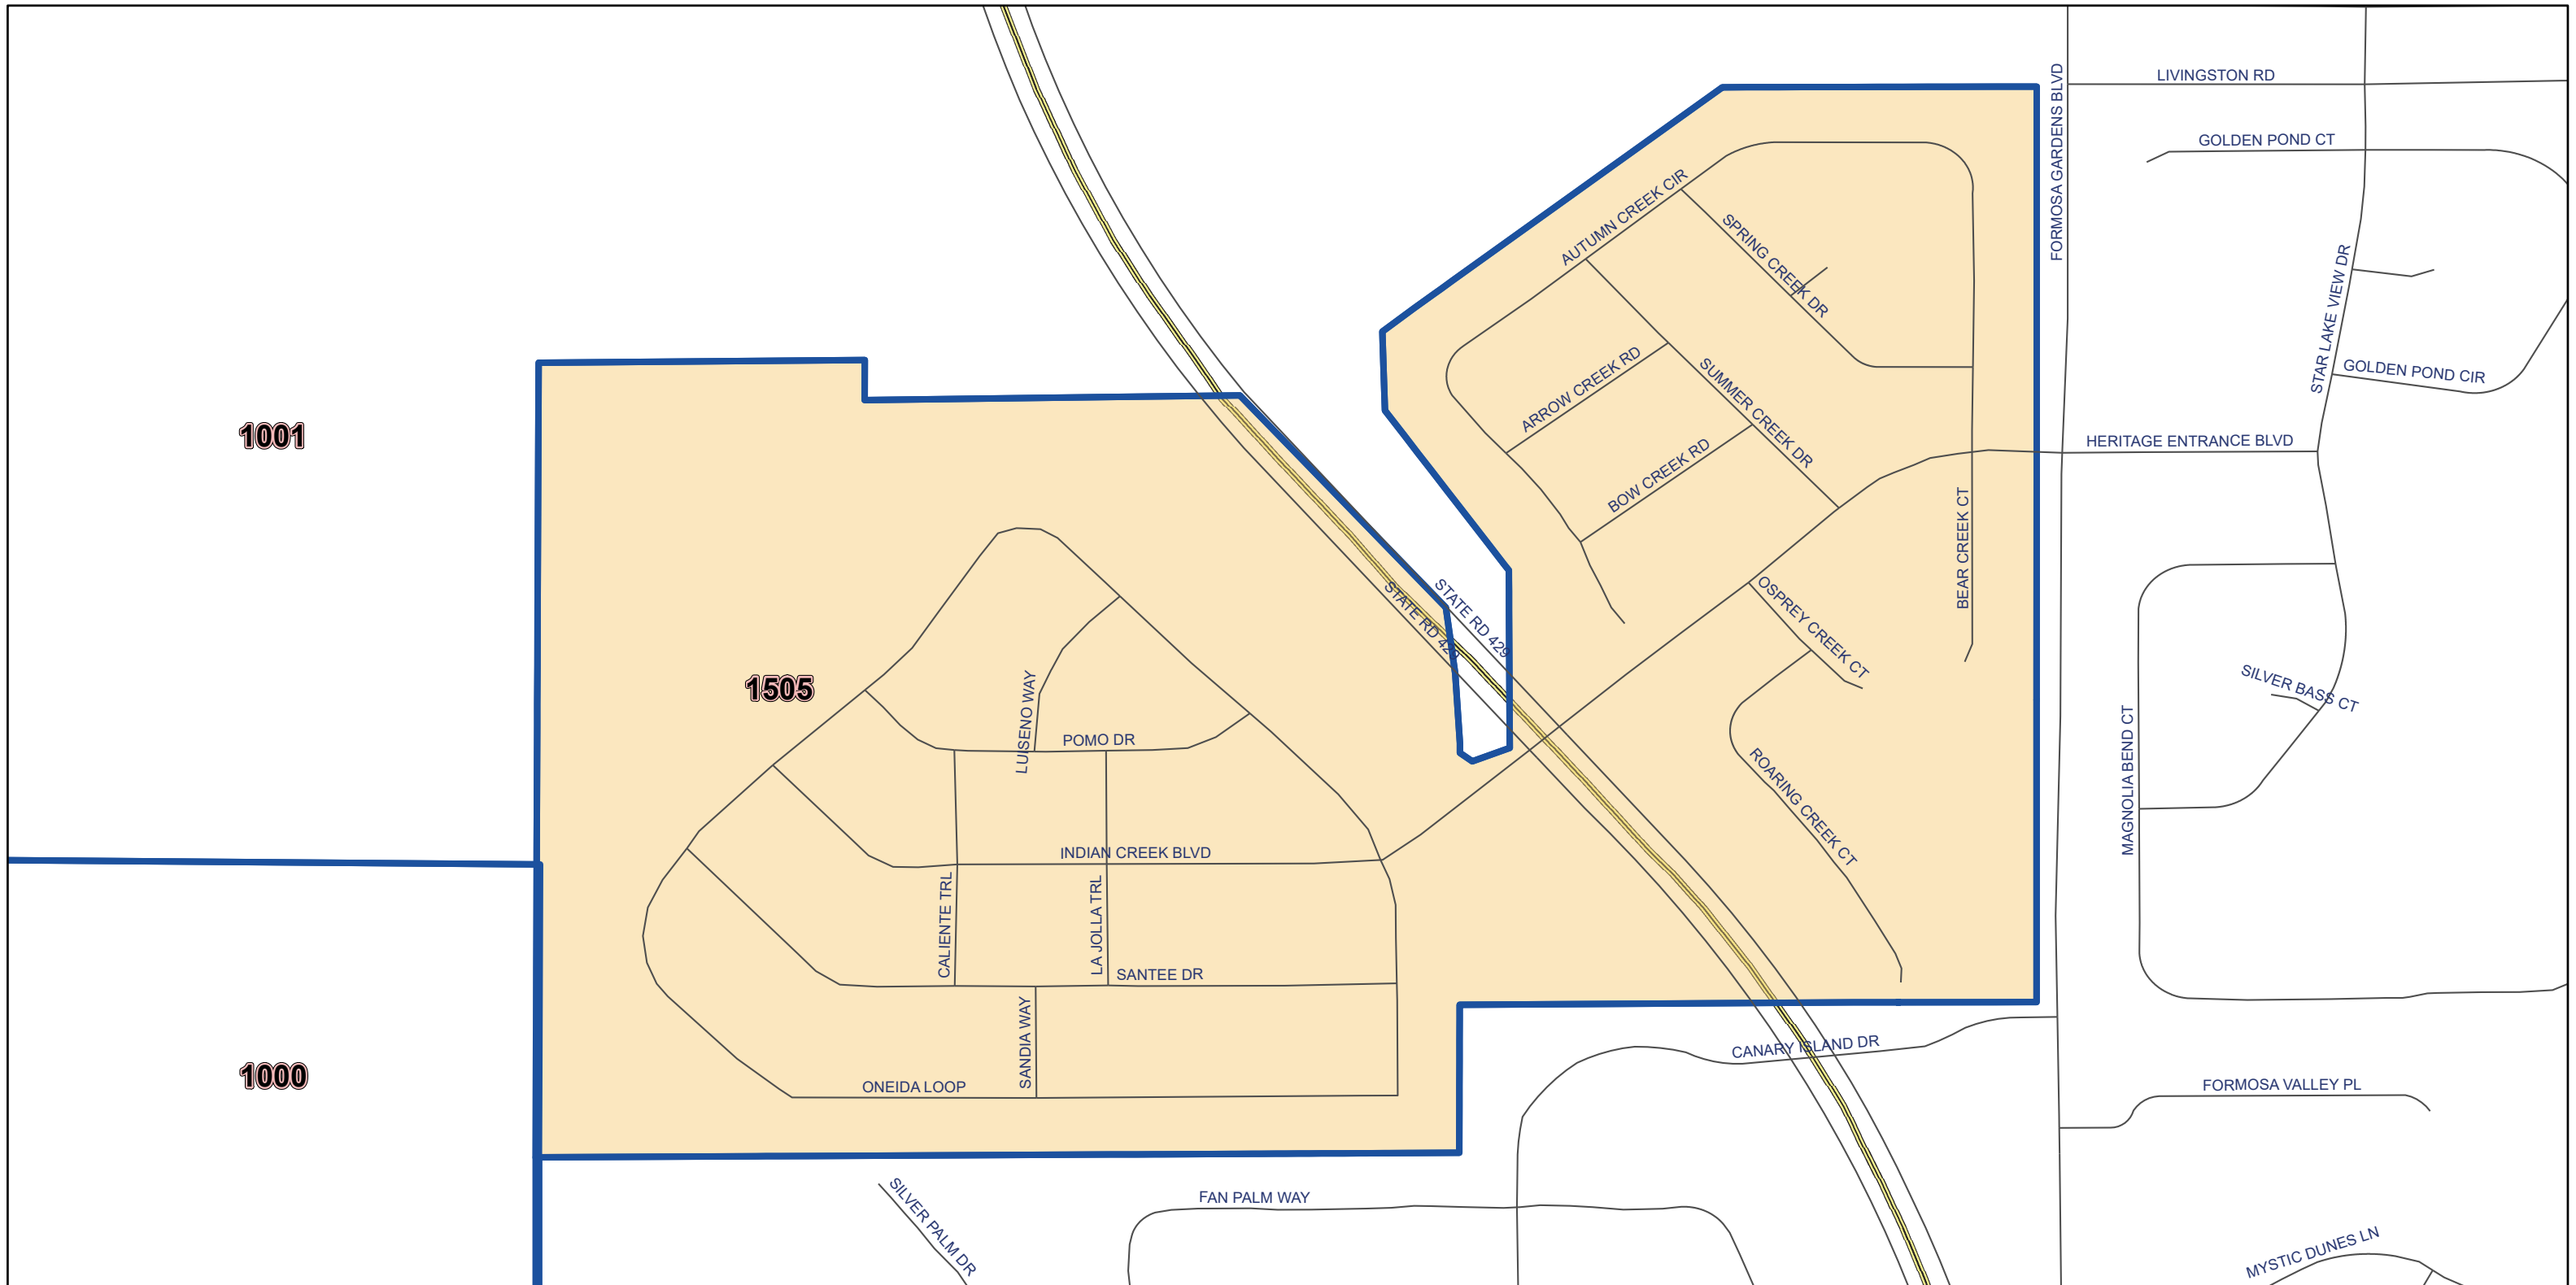 LIVINGSTON RD
FORMOSA GARDENS BLVD
GOLDEN POND CT
AUTUMN CREEK CIR
SPRING CREEK DR
STAR LAKE VIEW DR
GOLDEN POND CIR
ARROW CREEK RD
SUMMER CREEK DR
1001
HERITAGE ENTRANCE BLVD
BOW CREEK RD
BEAR CREEK CT
STATE RD 429
STATE RD 429
OSPREY CREEK CT
1505
LUISENO WAY
SILVER BASS CT
POMO DR
MAGNOLIA BEND CT
ROARING CREEK CT
INDIAN CREEK BLVD
CALIENTE TRL
LA JOLLA TRL
SANTEE DR
SANDIA WAY
CANARY ISLAND DR
1000
ONEIDA LOOP
FORMOSA VALLEY PL
SILVER PALM DR
FAN PALM WAY
MYSTIC DUNES LN